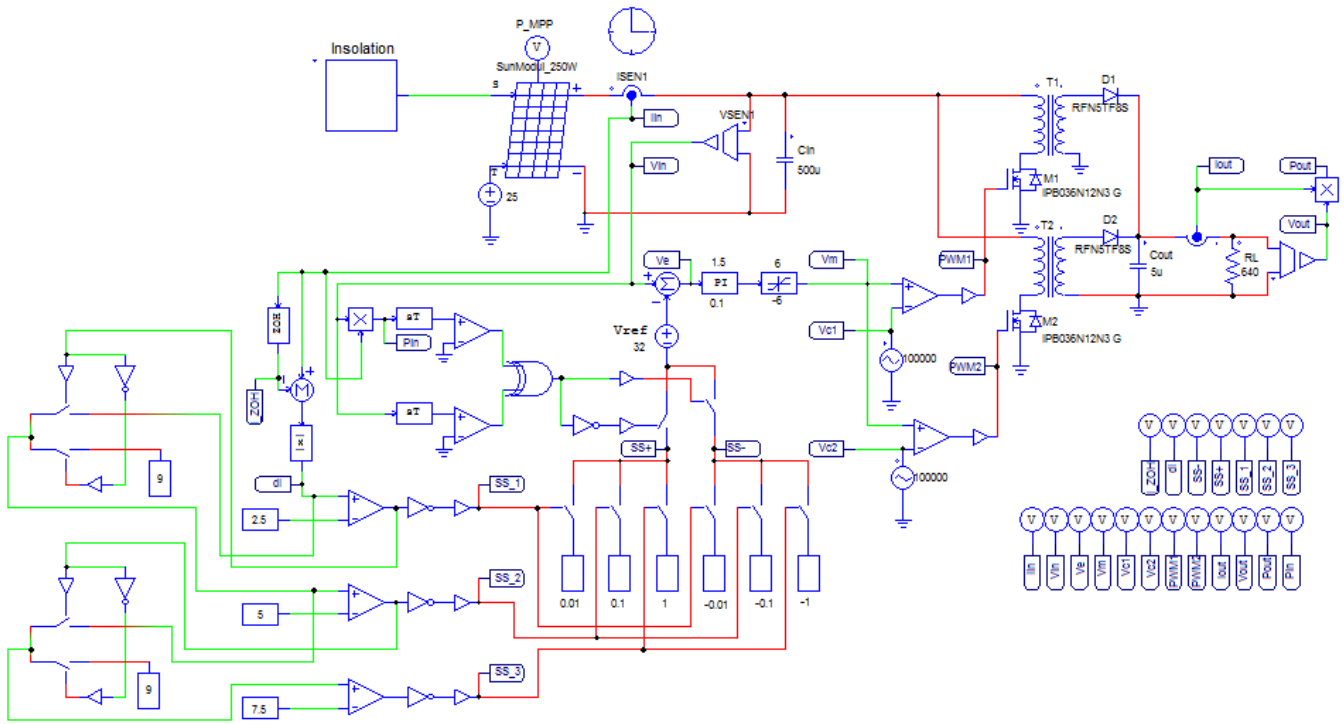 P_MPP
V
Insolation
SunModul_250W
S
+
ISEN1
Iin
VSEN1
Vin
Cin
500u
T
−
25
T1
D1
RFN5TF8S
M1
IPB036N12N3 G
Iout
Pout
Vout
T2
D2
RFN5TF8S
Cout
5u
RL
640
M2
IPB036N12N3 G
PWM1
PWM2
Ve
1.5
PI
0.1
6
-6
Vm
Vc1
100000
Vc2
100000
Vref
32
ZOH
I_ZOH
M
|x|
dI
Pin
sT
sT
SS+
SS-
9
2.5
SS_1
5
SS_2
9
7.5
SS_3
0.01
0.1
1
-0.01
-0.1
-1
V V V V V V V
I_ZOH
dI
SS-
SS+
SS_1
SS_2
SS_3
V V V V V V V V V V V V
Iin
Vin
Ve
Vm
Vc1
Vc2
PWM1
PWM2
Iout
Vout
Pout
Pin